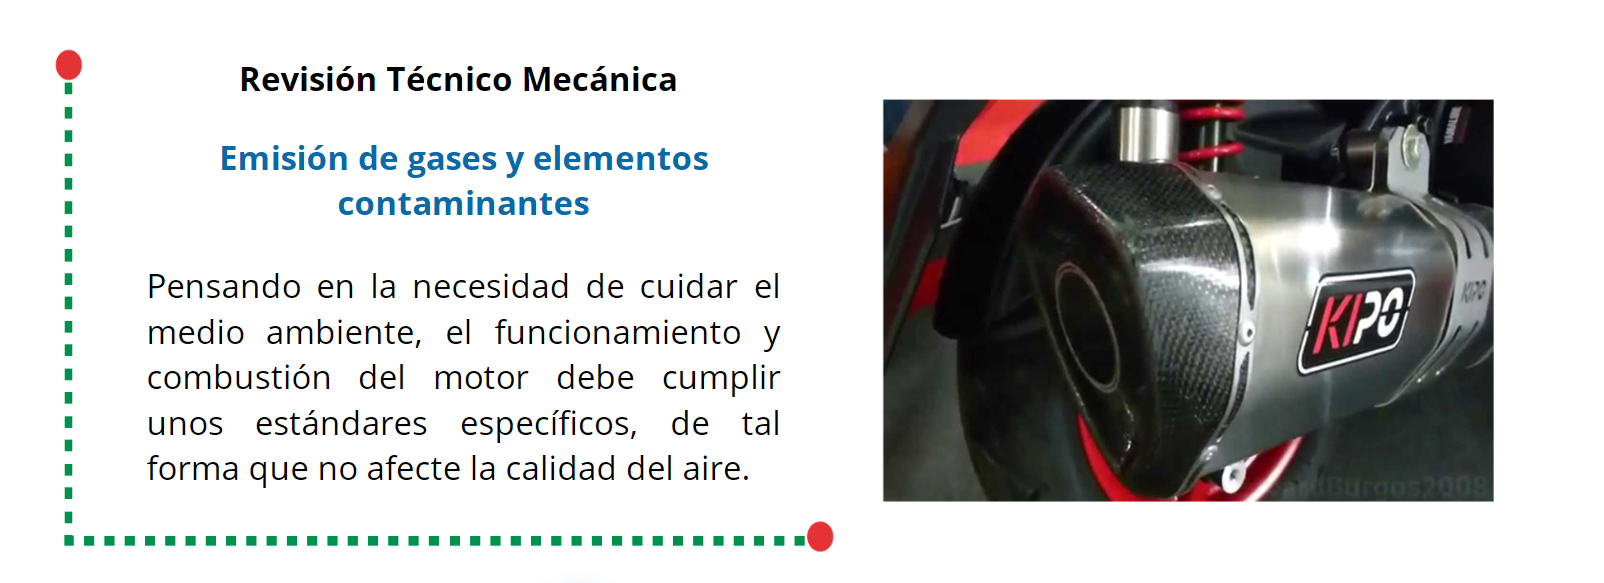 Revisión Técnico Mecánica
Emisión de gases y elementos
contaminantes
Pensando en la necesidad de cuidar el
medio ambiente, el funcionamiento y
combustión del motor debe cumplir
unos estándares específicos, de tal
forma que no afecte la calidad del aire.
KIPO
KIPO